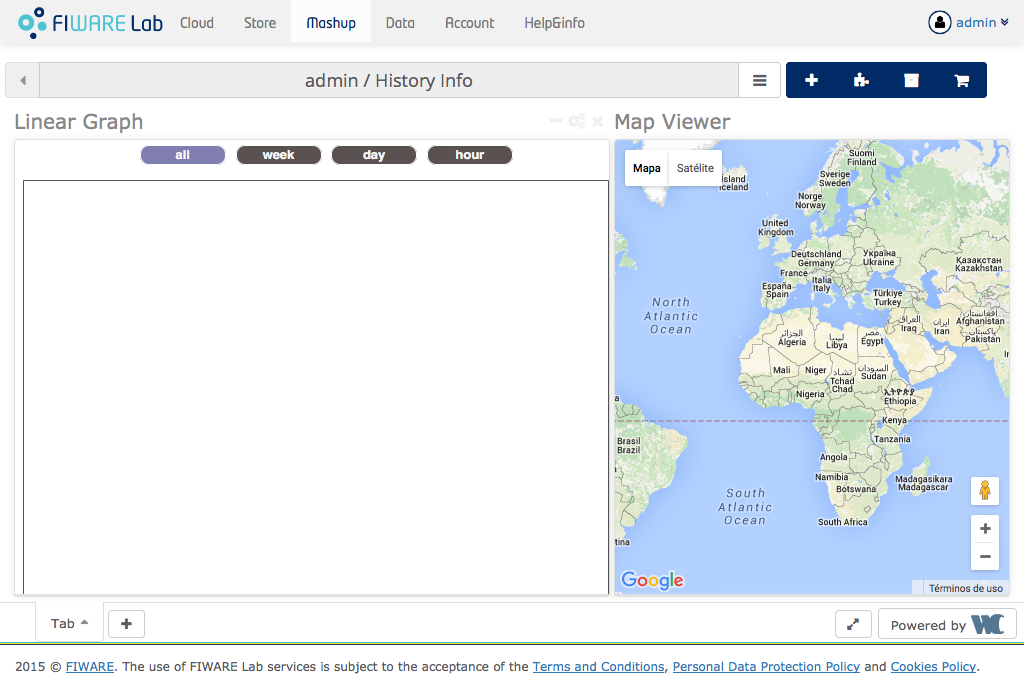 FIWARE Lab Cloud Store Mashup Data Account Help&info admin
admin / History Info
Linear Graph
all week day hour
Map Viewer
Mapa Satélite
Ísland
Iceland
Suomi
Finland
Sverige
Sweden
Norge
Norway
United
Kingdom
Deutschland
Germany
Україна
Ukraine
Казахстан
Kazakhstan
France
Italia
Italy
España
Spain
Türkiye
Turkey
North
Atlantic
Ocean
العراق
Iraq
ایران
Iran
افغانستان
Afghanistan
پاکستان
Pakistan
الجزائر
Algeria
ليبيا
Libya
مصر
Egypt
Mali
Niger
تشاد
Tchad
Chad
السودان
Sudan
Nigeria
ኢትዮጵያ
Ethiopia
Kenya
Brasil
Brazil
Tanzania
Angola
Namibia
Botswana
Madagasikara
Madagascar
South
Atlantic
Ocean
South Africa
tina
Google
Términos de uso
Tab
Powered by WC
2015 © FIWARE. The use of FIWARE Lab services is subject to the acceptance of the Terms and Conditions, Personal Data Protection Policy and Cookies Policy.